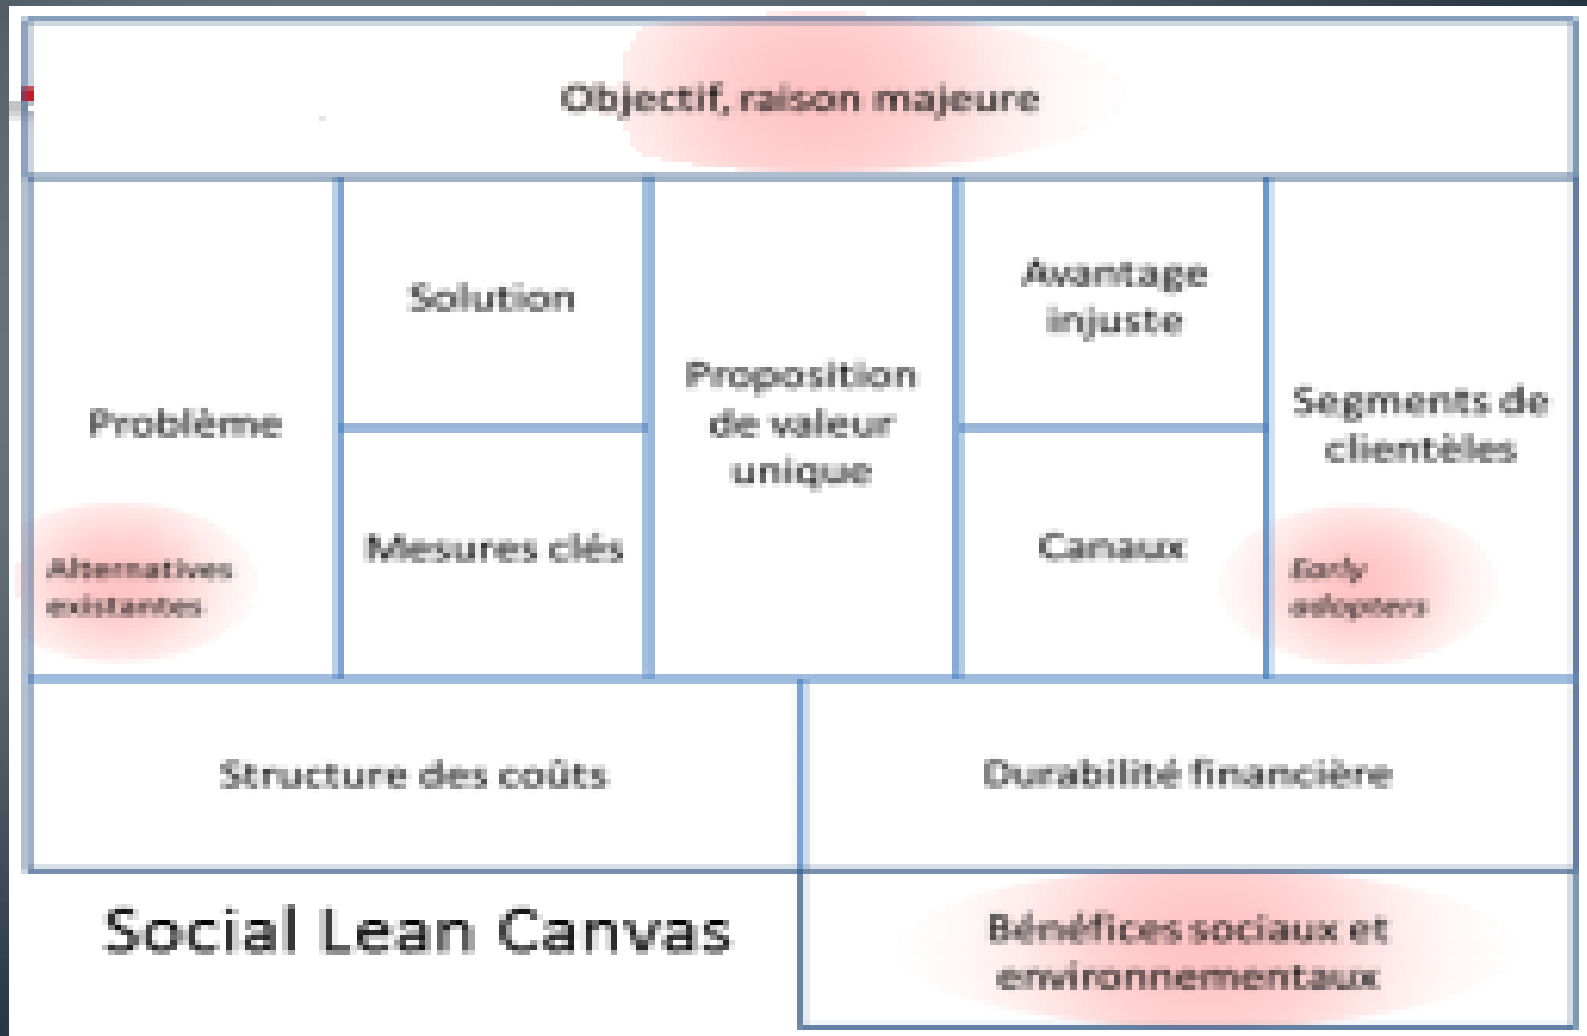 Objectif, raison majeure
Problème
Alternatives
existantes
Solution
Mesures clés
Proposition
de valeur
unique
Avantage
injuste
Canaux
Segments de
clientèles
Early
adopters
Structure des coûts
Durabilité financière
Social Lean Canvas
Bénéfices sociaux et
environnementaux